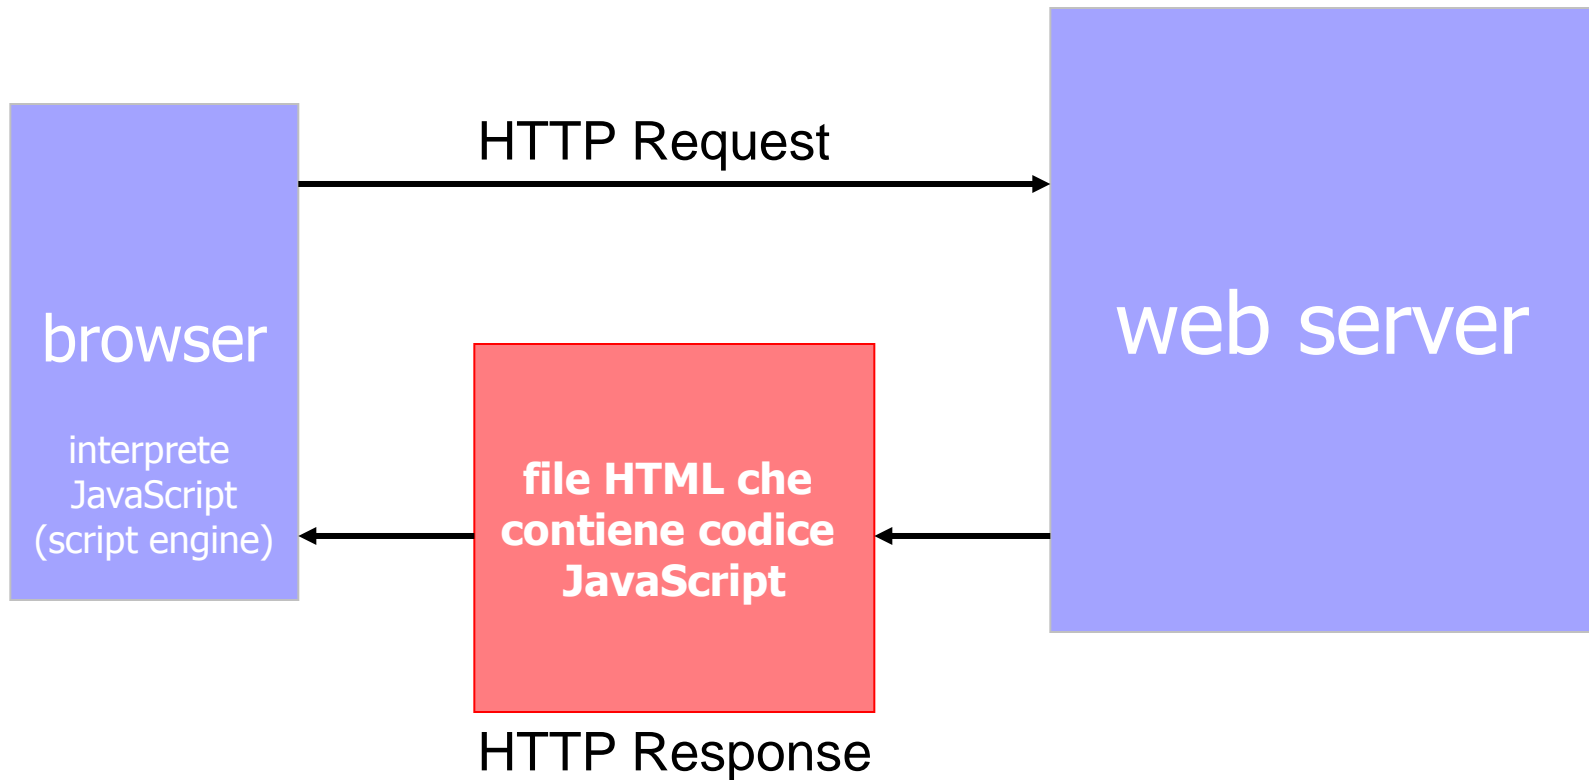 HTTP Request
browser
interprete
JavaScript
(script engine)
file HTML che
contiene codice
JavaScript
HTTP Response
web server